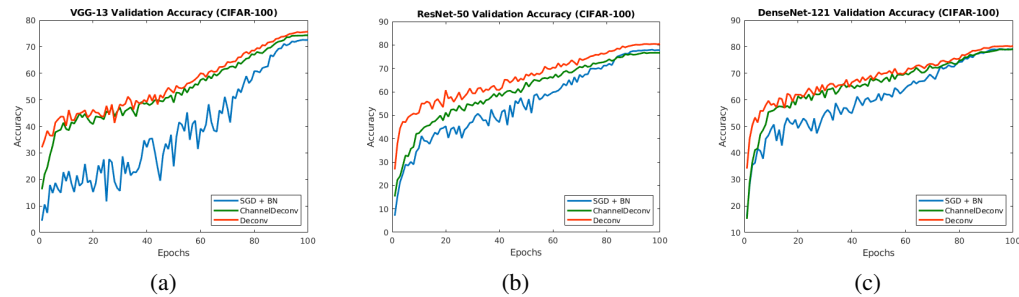 VGG-13 Validation Accuracy (CIFAR-100)
80
70
60
50
40
30
20
10
0
Accuracy
0 20 40 60 80 100
Epochs
SGD + BN
ChannelDeconv
Deconv
(a)
ResNet-50 Validation Accuracy (CIFAR-100)
90
80
70
60
50
40
30
20
10
0
Accuracy
0 20 40 60 80 100
Epochs
SGD + BN
ChannelDeconv
Deconv
(b)
DenseNet-121 Validation Accuracy (CIFAR-100)
90
80
70
60
50
40
30
20
10
Accuracy
0 20 40 60 80 100
Epochs
SGD + BN
ChannelDeconv
Deconv
(c)